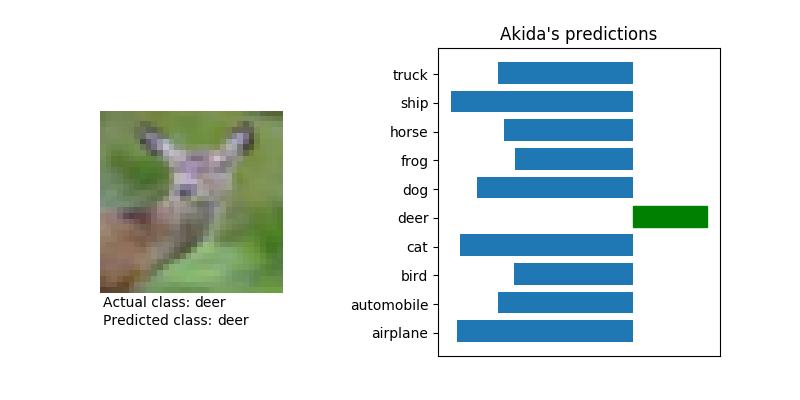 Akida's predictions
truck
ship
horse
frog
dog
deer
cat
bird
automobile
airplane
Actual class: deer
Predicted class: deer